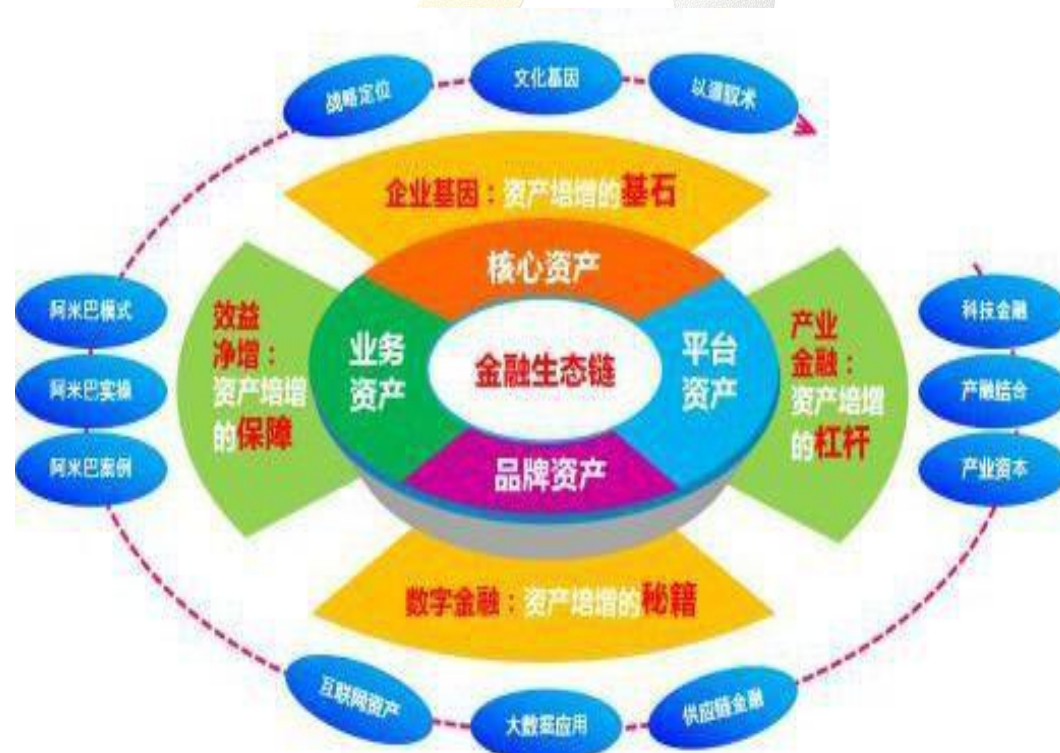 战略定位
文化基因
以道驭术
企业基因：资产培增的基石
核心资产
阿米巴模式
阿米巴实操
阿米巴案例
效益
净增：
资产培增
的保障
业务
资产
金融生态链
平台
资产
产业
金融：
资产培增
的杠杆
科技金融
产融结合
产业资本
品牌资产
数字金融：资产培增的秘籍
互联网资产
大数据应用
供应链金融